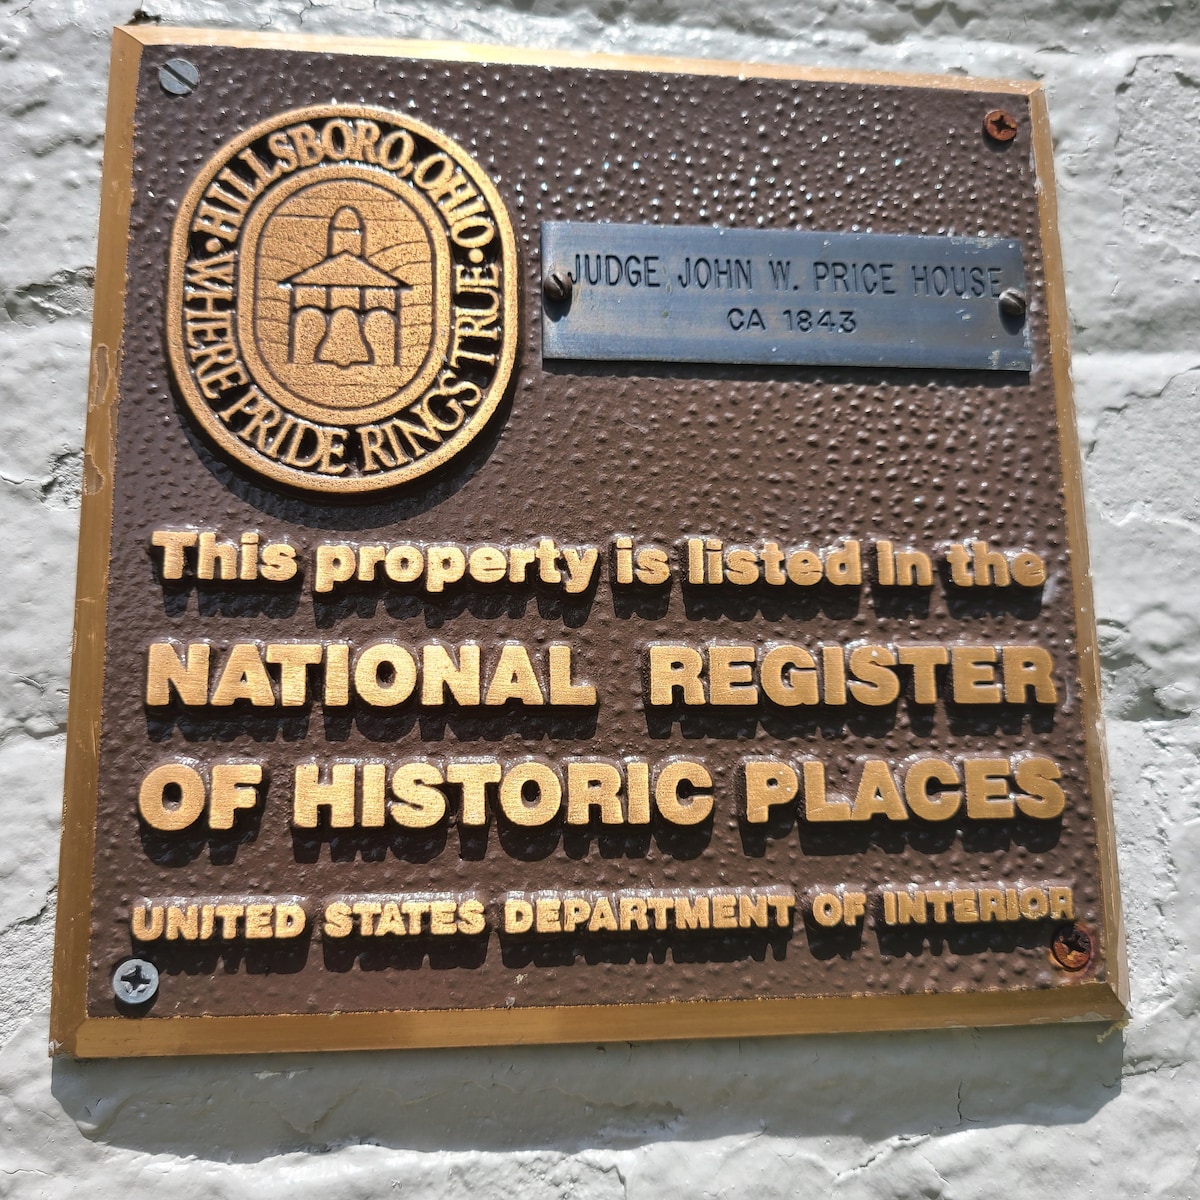 HILLSBORO, OHIO
• WHERE PRIDE RINGS TRUE •
JUDGE JOHN W. PRICE HOUSE
CA 1843
This property is listed in the
NATIONAL REGISTER
OF HISTORIC PLACES
UNITED STATES DEPARTMENT OF INTERIOR